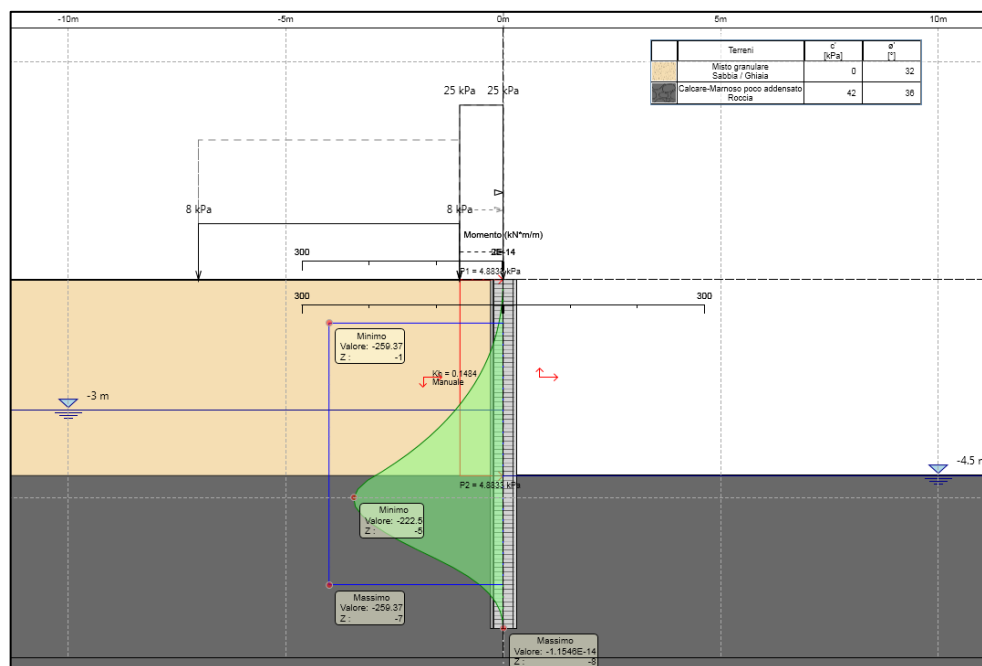 -10m -5m 0m 5m 10m
Terreni c' [kPa] ø' [°]
Misto granulare
Sabbia / Ghiaia 0 32
Calcare-Marnoso poco addensato
Roccia 42 36
25 kPa 25 kPa
8 kPa 8 kPa
Momento (kN*m/m)
300
P1 = 4.8833 kPa
300 300
Minimo
Valore: -259.37
Z : -1
Kh = 0.1484
Manuale
-3 m
-4.5 m
P2 = 4.8833 kPa
Minimo
Valore: -222.5
Z : -5
Massimo
Valore: -259.37
Z : -7
Massimo
Valore: -1.1546E-14
Z : -8